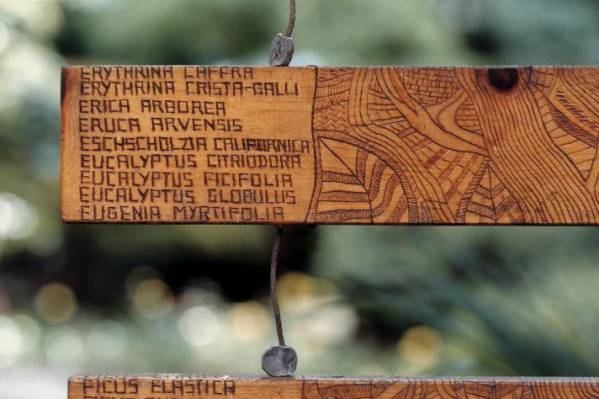 ERYTHRINA CAFFRA
ERYTHRINA CRISTA-GALLI
ERICA ARBOREA
ERUCA ARVENSIS
ESCHSCHOLZIA CALIFORNICA
EUCALYPTUS CITRIODORA
EUCALYPTUS FICIFOLIA
EUCALYPTUS GLOBULUS
EUGENIA MYRTIFOLIA
FICUS ELASTICA